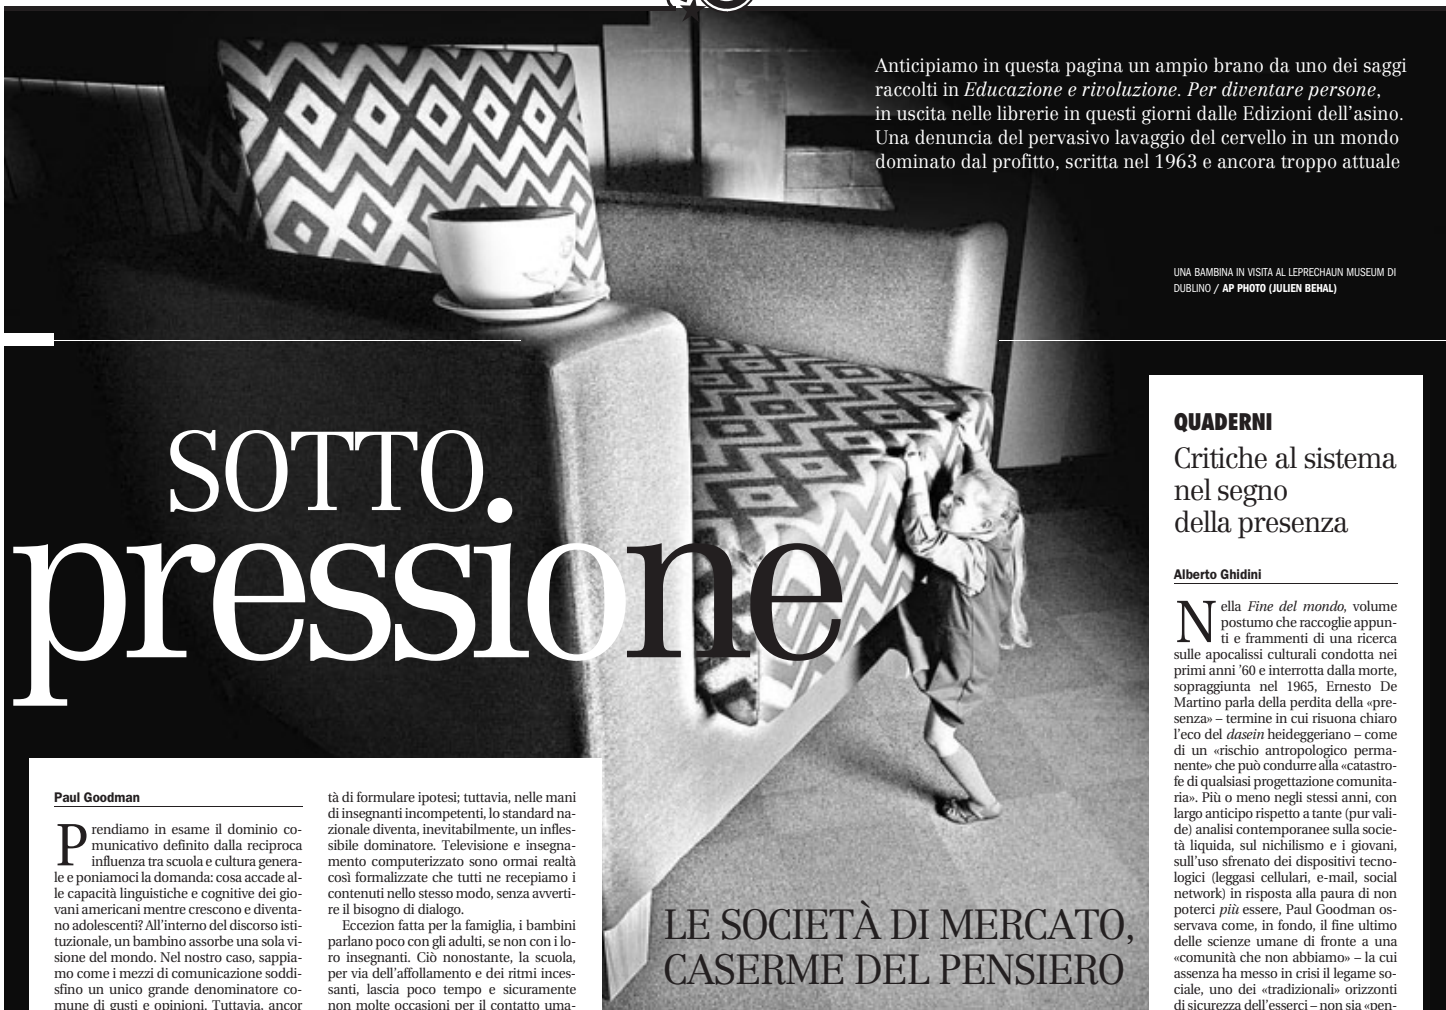 Anticipiamo in questa pagina un ampio brano da uno dei saggi
raccolti in Educazione e rivoluzione. Per diventare persone,
in uscita nelle librerie in questi giorni dalle Edizioni dell'asino.
Una denuncia del pervasivo lavaggio del cervello in un mondo
dominato dal profitto, scritta nel 1963 e ancora troppo attuale
UNA BAMBINA IN VISITA AL LEPRECHAUN MUSEUM DI
DUBLINO / AP PHOTO (JULIEN BEHAL)
SOTTO
pressione
LE SOCIETÀ DI MERCATO,
CASERME DEL PENSIERO
Paul Goodman
Prendiamo in esame il dominio co-
municativo definito dalla reciproca
influenza tra scuola e cultura genera-
le e poniamoci la domanda: cosa accade al-
le capacità linguistiche e cognitive dei gio-
vani americani mentre crescono e diventa-
no adolescenti? All'interno del discorso isti-
tuzionale, un bambino assorbe una sola vi-
sione del mondo. Nel nostro caso, sappia-
mo come i mezzi di comunicazione soddi-
sfino un unico grande denominatore co-
mune di gusti e opinioni. Tuttavia, ancor
tà di formulare ipotesi; tuttavia, nelle mani
di insegnanti incompetenti, lo standard na-
zionale diventa, inevitabilmente, un infles-
sibile dominatore. Televisione e insegna-
mento computerizzato sono ormai realtà
così formalizzate che tutti ne recepiamo i
contenuti nello stesso modo, senza avverti-
re il bisogno di dialogo.
Eccezion fatta per la famiglia, i bambini
parlano poco con gli adulti, se non con i lo-
ro insegnanti. Ciò nonostante, la scuola,
per via dell'affollamento e dei ritmi inces-
santi, lascia poco tempo e sicuramente
non molte occasioni per il contatto uma-
QUADERNI
Critiche al sistema
nel segno
della presenza
Alberto Ghidini
Nella Fine del mondo, volume
postumo che raccoglie appun-
ti e frammenti di una ricerca
sulle apocalissi culturali condotta nei
primi anni '60 e interrotta dalla morte,
sopraggiunta nel 1965, Ernesto De
Martino parla della perdita della «pre-
senza» – termine in cui risuona chiaro
l'eco del dasein heideggeriano – come
di un «rischio antropologico perma-
nente» che può condurre alla «catastro-
fe di qualsiasi progettazione comunita-
ria». Più o meno negli stessi anni, con
largo anticipo rispetto a tante (pur vali-
de) analisi contemporanee sulla socie-
tà liquida, sul nichilismo e i giovani,
sull'uso sfrenato dei dispositivi tecno-
logici (leggasi cellulari, e-mail, social
network) in risposta alla paura di non
poterci più essere, Paul Goodman os-
servava come, in fondo, il fine ultimo
delle scienze umane di fronte a una
«comunità che non abbiamo» – la cui
assenza ha messo in crisi il legame so-
ciale, uno dei «tradizionali» orizzonti
di sicurezza dell'esserci – non sia «pen-